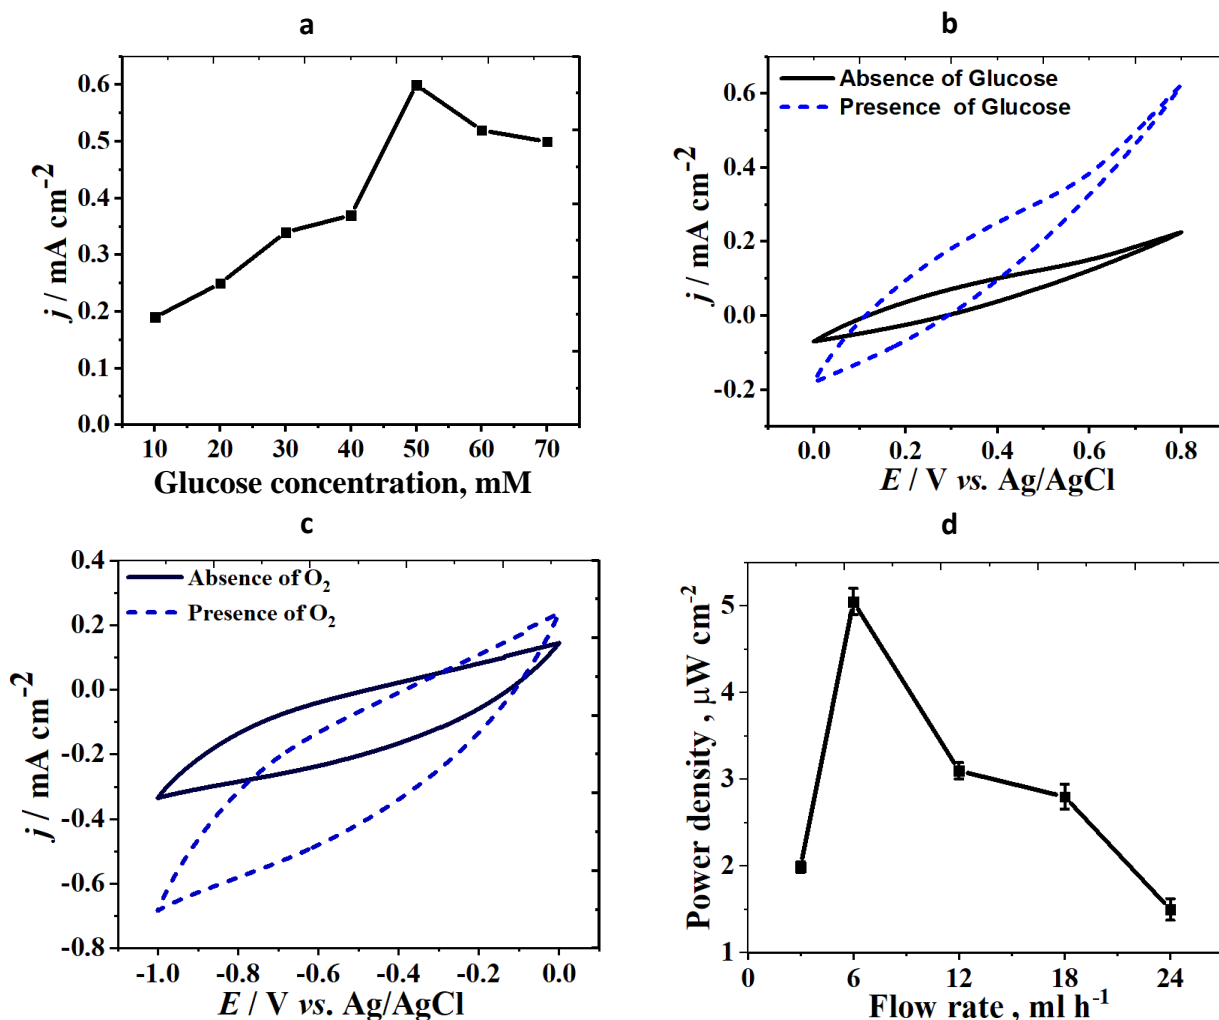 a
0.6
0.5
0.4
0.3
0.2
0.1
0.0
j / mA cm⁻²
10 20 30 40 50 60 70
Glucose concentration, mM
b
Absence of Glucose
Presence of Glucose
0.6
0.4
0.2
0.0
-0.2
j / mA cm⁻²
0.0 0.2 0.4 0.6 0.8
E / V vs. Ag/AgCl
c
Absence of O₂
Presence of O₂
0.4
0.2
0.0
-0.2
-0.4
-0.6
-0.8
j / mA cm⁻²
-1.0 -0.8 -0.6 -0.4 -0.2 0.0
E / V vs. Ag/AgCl
d
5
4
3
2
1
Power density , μW cm⁻²
0 6 12 18 24
Flow rate , ml h⁻¹